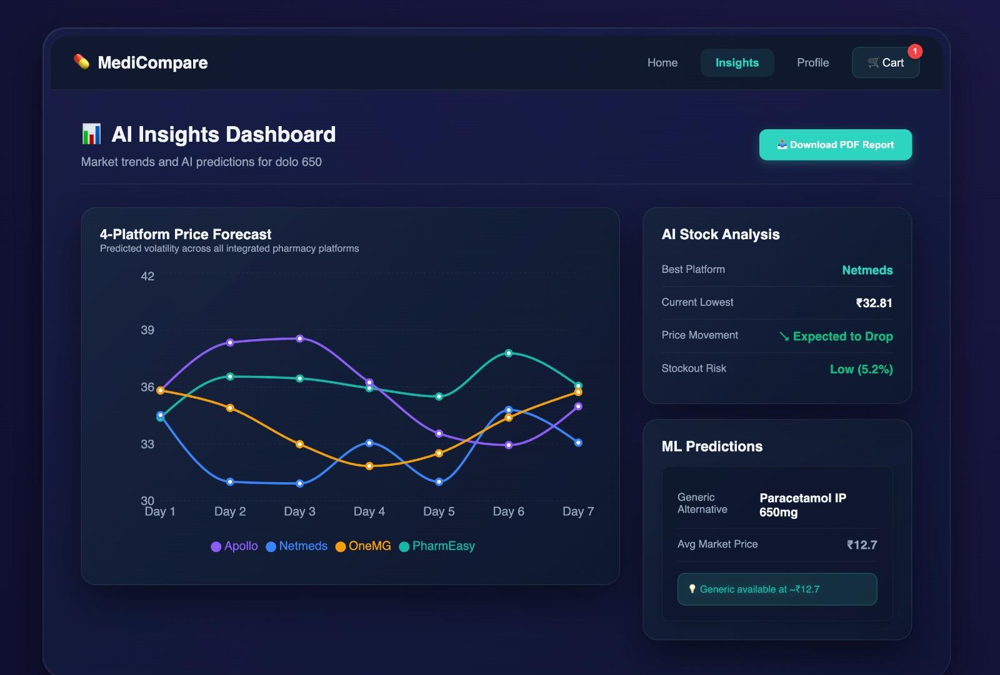 MediCompare
Home
Insights
Profile
Cart
1
AI Insights Dashboard
Market trends and AI predictions for dolo 650
Download PDF Report
4-Platform Price Forecast
Predicted volatility across all integrated pharmacy platforms
42
39
36
33
30
Day 1
Day 2
Day 3
Day 4
Day 5
Day 6
Day 7
Apollo
Netmeds
OneMG
PharmEasy
AI Stock Analysis
Best Platform
Netmeds
Current Lowest
₹32.81
Price Movement
↘ Expected to Drop
Stockout Risk
Low (5.2%)
ML Predictions
Generic
Alternative
Paracetamol IP
650mg
Avg Market Price
₹12.7
Generic available at ~₹12.7